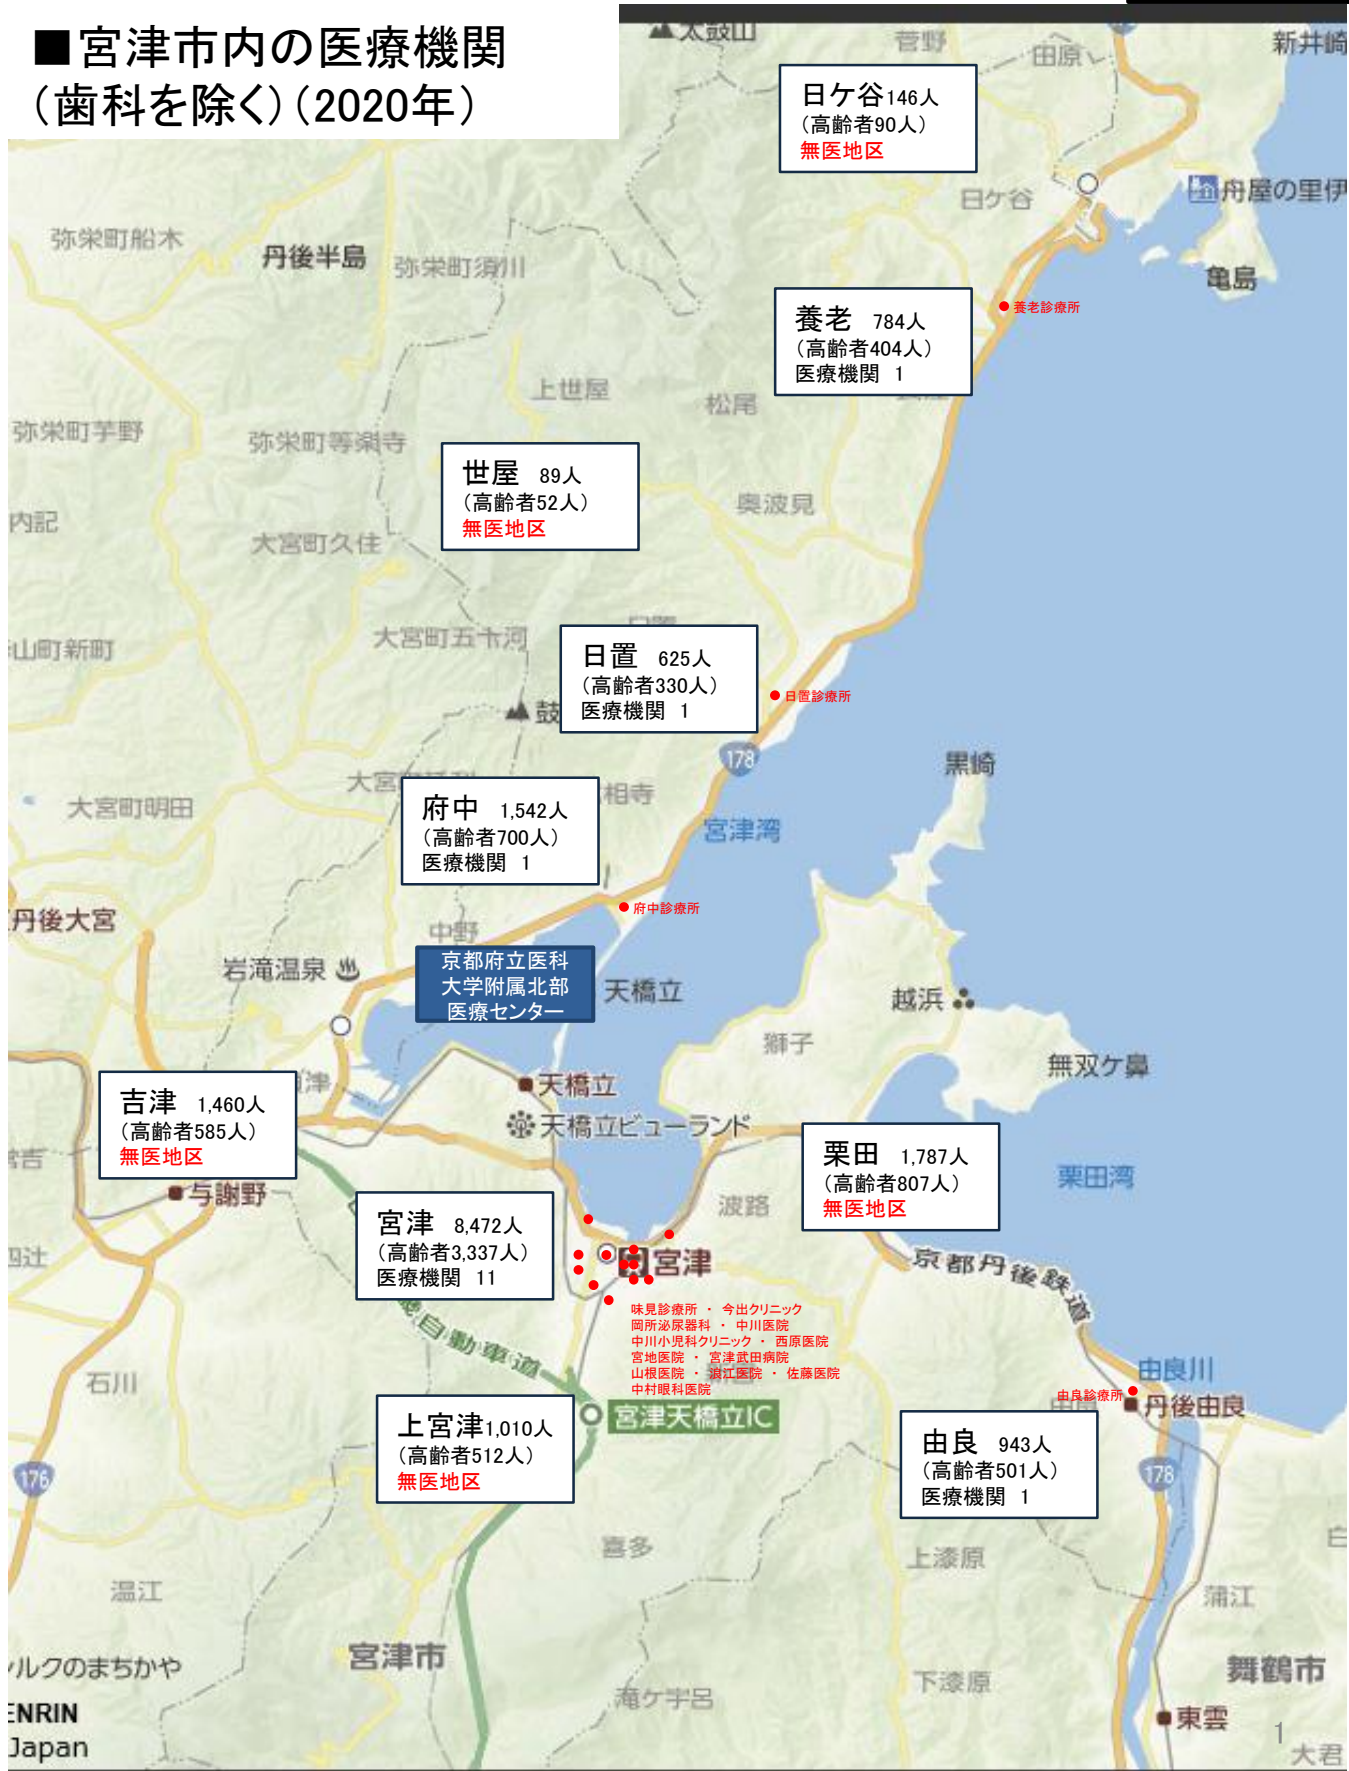 ■宮津市内の医療機関
（歯科を除く）（2020年）
太鼓山
菅野
田原
新井崎
日ケ谷146人
（高齢者90人）
無医地区
日ケ谷
舟屋の里伊
弥栄町船木
丹後半島
弥栄町須川
亀島
養老 784人
（高齢者404人）
医療機関 1
養老診療所
上世屋
松尾
弥栄町芋野
弥栄町等楽寺
世屋 89人
（高齢者52人）
無医地区
奥波見
内記
大宮町久住
大宮町五十河
山町新町
日置 625人
（高齢者330人）
医療機関 1
日置診療所
鼓
178
黒崎
大宮
大宮町明田
府中 1,542人
（高齢者700人）
医療機関 1
相寺
宮津湾
府中診療所
丹後大宮
中野
岩滝温泉
京都府立医科
大学附属北部
医療センター
天橋立
越浜
獅子
無双ケ鼻
津
天橋立
天橋立ビューランド
吉津 1,460人
（高齢者585人）
無医地区
栗田 1,787人
（高齢者807人）
無医地区
栗田湾
与謝野
波路
宮津 8,472人
（高齢者3,337人）
医療機関 11
宮津
京都丹後鉄道
味見診療所 ・ 今出クリニック
岡所泌尿器科 ・ 中川医院
中川小児科クリニック ・ 西原医院
宮地医院 ・ 宮津武田病院
山根医院 ・ 浪江医院 ・ 佐藤医院
中村眼科医院
自動車道
石川
由良川
由良診療所
丹後由良
上宮津1,010人
（高齢者512人）
無医地区
宮津天橋立IC
由良 943人
（高齢者501人）
医療機関 1
176
178
喜多
上漆原
温江
蒲江
宮津市
ルクのまちかや
舞鶴市
下漆原
滝ケ宇呂
ENRIN
東雲
1
Japan
大君